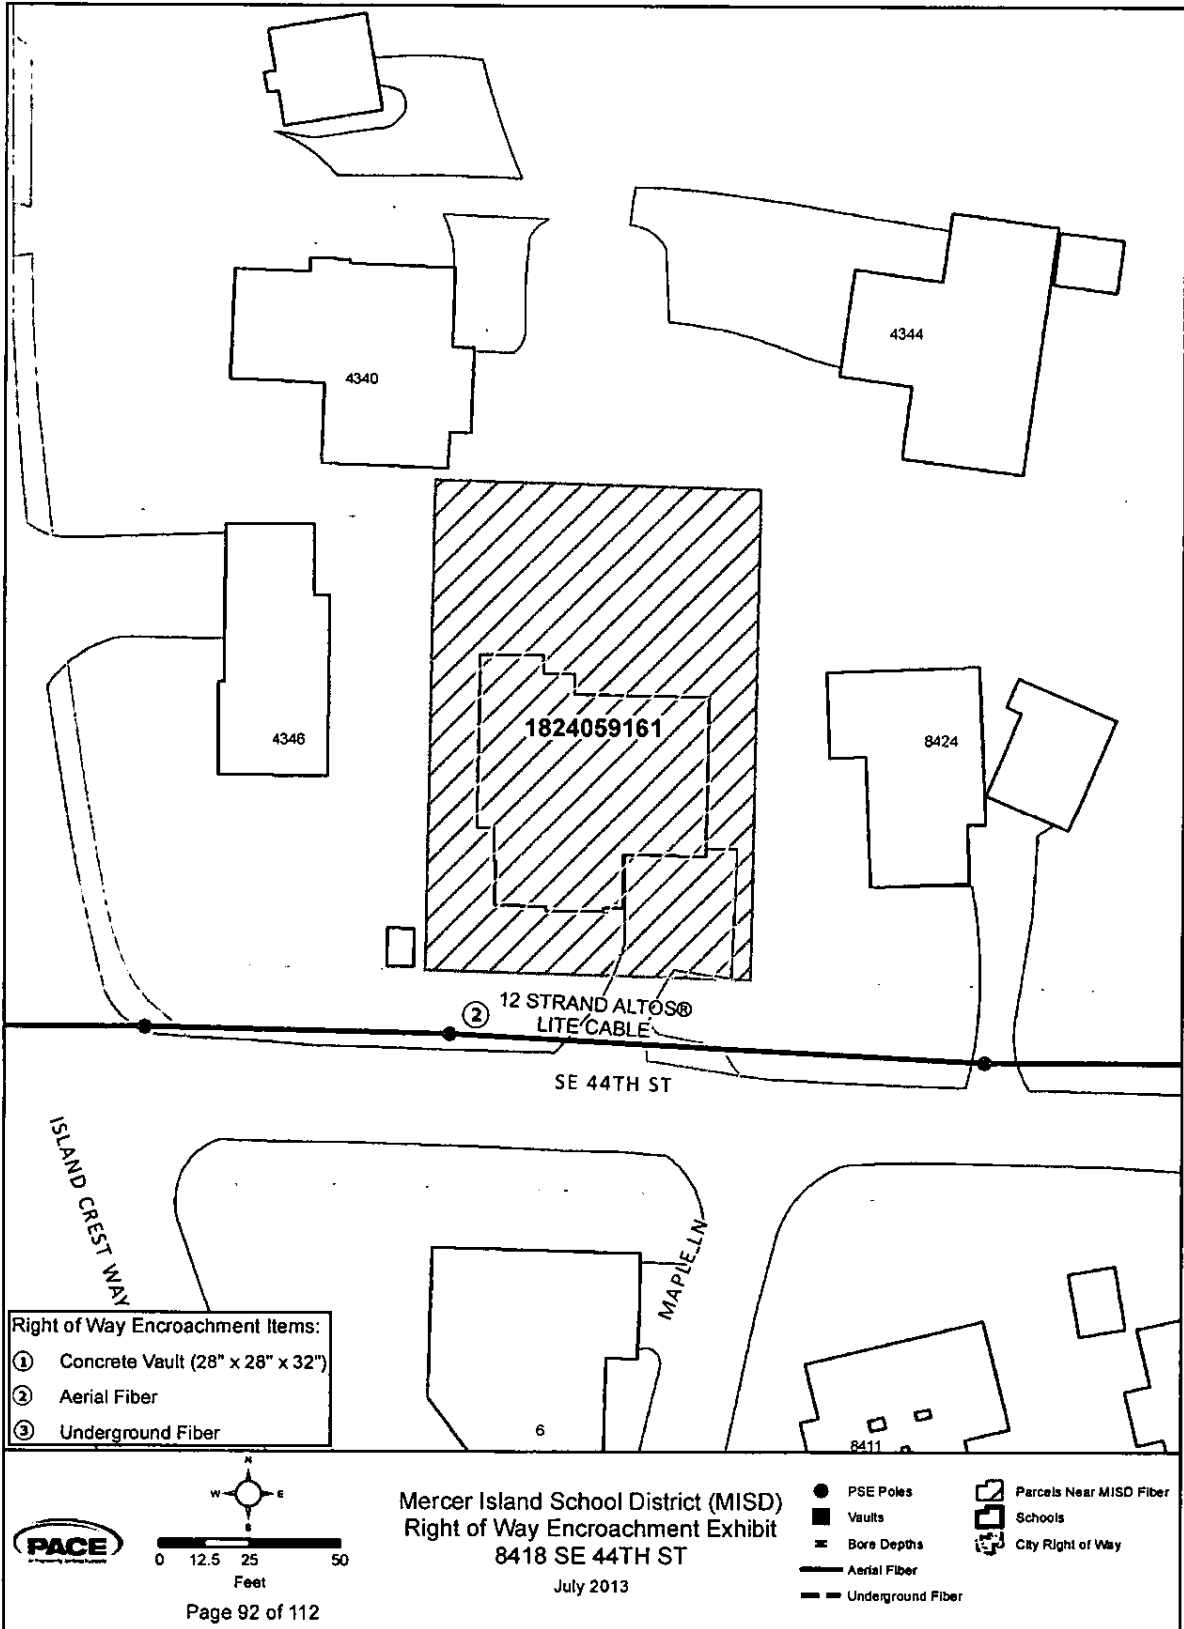 4340
4344
4346
1824059161
8424
② 12 STRAND ALTOS®
LITE CABLE
SE 44TH ST
ISLAND CREST WAY
MAPLE LN
6
8411
Right of Way Encroachment Items:
① Concrete Vault (28" x 28" x 32")
② Aerial Fiber
③ Underground Fiber
PACE
N
W E
S
0 12.5 25 50
Feet
Page 92 of 112
Mercer Island School District (MISD)
Right of Way Encroachment Exhibit
8418 SE 44TH ST
July 2013
PSE Poles
Vaults
Bore Depths
Aerial Fiber
Underground Fiber
Parcels Near MISD Fiber
Schools
City Right of Way